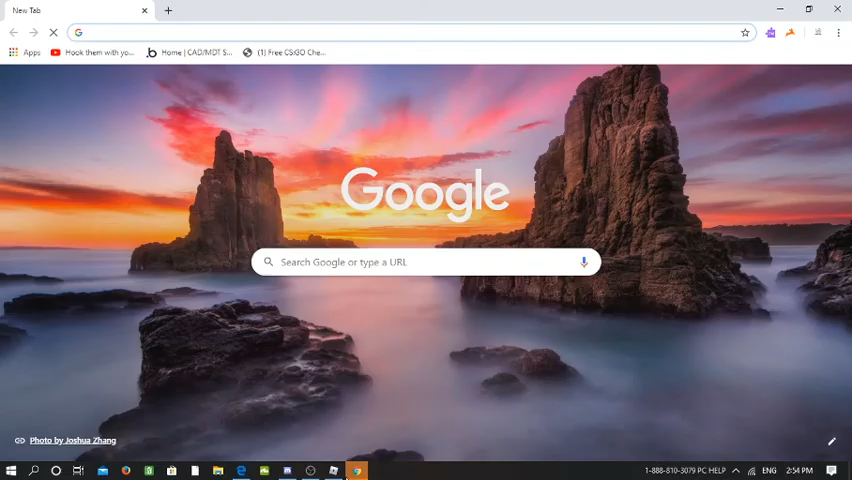 New Tab
Apps
Hook them with yo...
Home | CAD/MDT S...
(1) Free CS:GO Che...
Google
Search Google or type a URL
Photo by Joshua Zhang
1-888-810-3079 PC HELP
ENG
2:54 PM